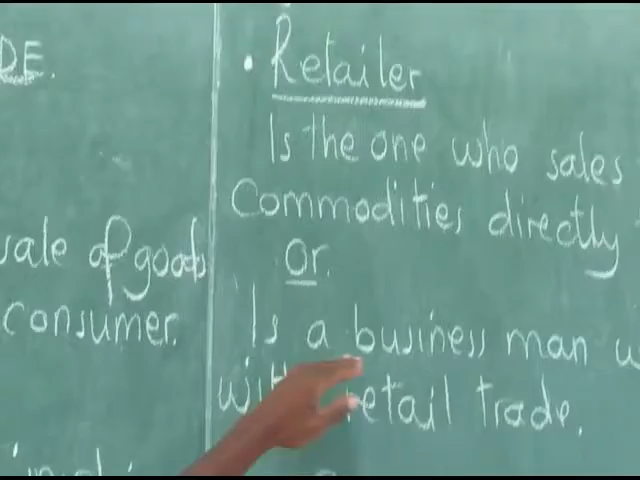 DE.
sale of goods
consumer.
• Retailer
Is the one who sales
Commodities directly
Or.
Is a business man
retail trade.